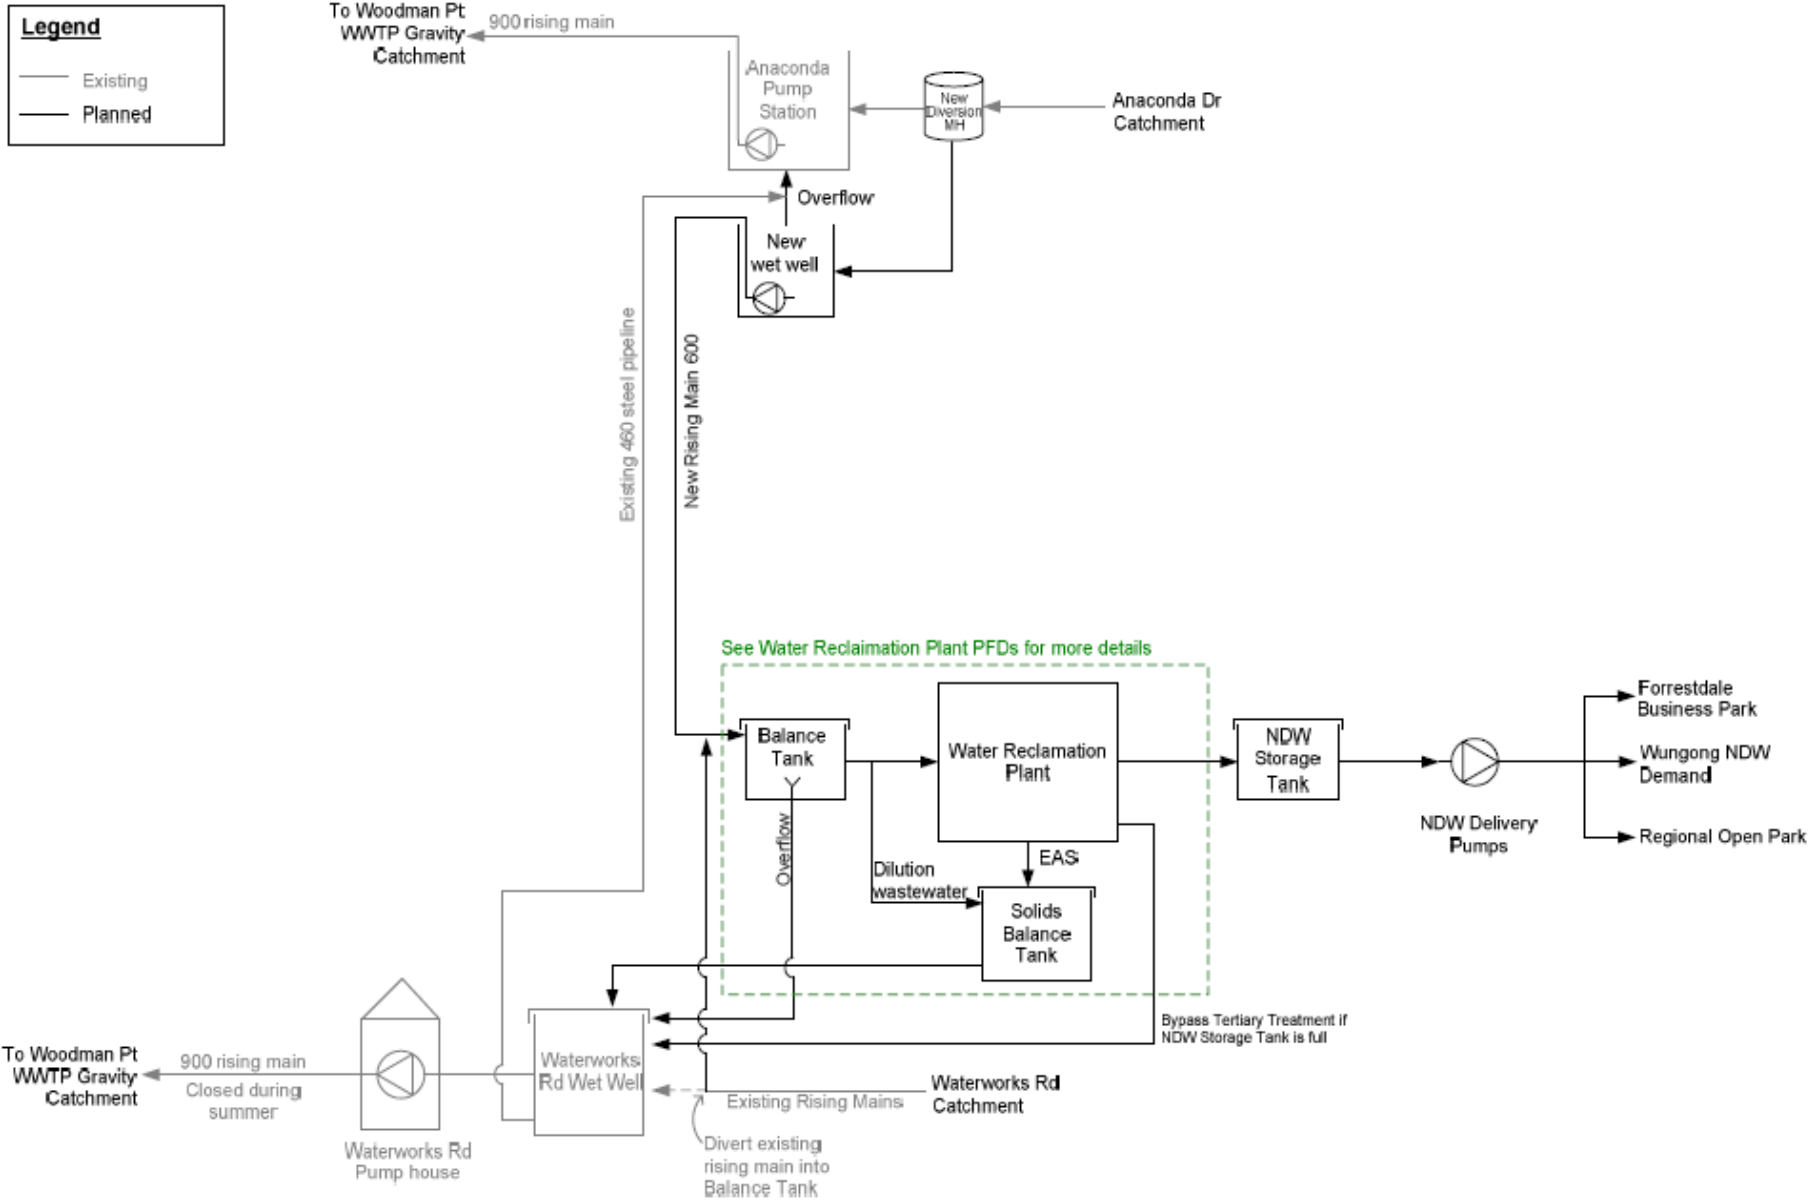 Legend
Existing
Planned
To Woodman Pt
WWTP Gravity
Catchment
900 rising main
Anaconda
Pump
Station
New
Diversion
MH
Anaconda Dr
Catchment
Overflow
New
wet well
Existing 460 steel pipeline
New Rising Main 600
See Water Reclaimation Plant PFDs for more details
Balance
Tank
Water Reclamation
Plant
NDW
Storage
Tank
NDW Delivery
Pumps
Forrestdale
Business Park
Wungong NDW
Demand
Regional Open Park
Overflow
Dilution
wastewater
EAS
Solids
Balance
Tank
Bypass Tertiary Treatment if
NDW Storage Tank is full
To Woodman Pt
WWTP Gravity
Catchment
900 rising main
Closed during
summer
Waterworks Rd
Pump house
Waterworks
Rd Wet Well
Existing Rising Mains
Waterworks Rd
Catchment
Divert existing
rising main into
Balance Tank